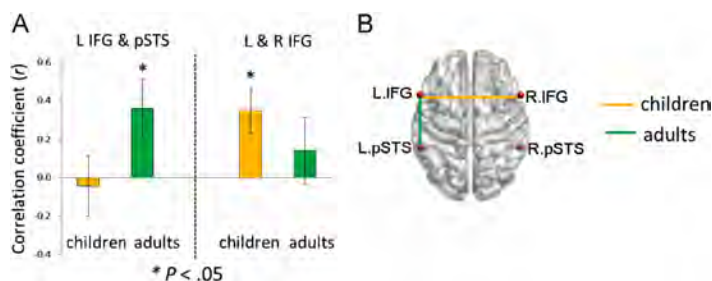 A
L IFG & pSTS
L & R IFG
Correlation coefficient (r)
0.6
0.4
0.2
0.0
-0.2
-0.4
*
*
children adults
children adults
* P < .05
B
L.IFG
R.IFG
L.pSTS
R.pSTS
children
adults